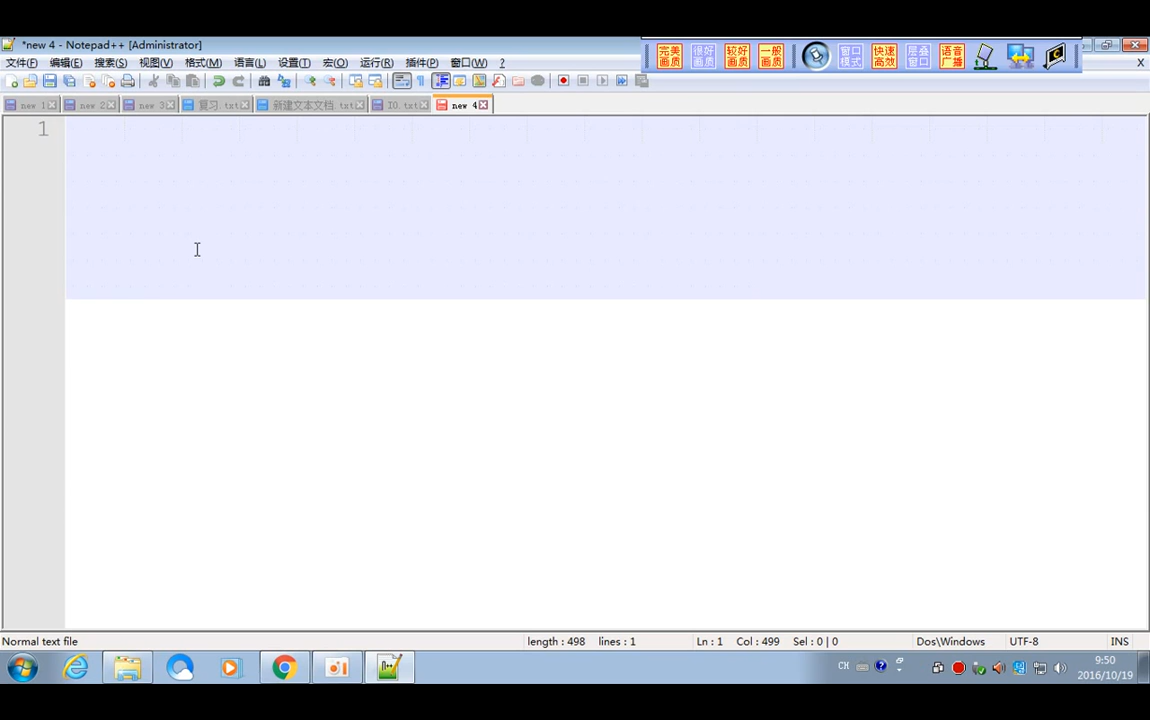 *new 4 - Notepad++ [Administrator]
完美画质 很好画质 较好画质 一般画质 窗口模式 快速高效 层叠窗口 语音广播
文件(F) 编辑(E) 搜索(S) 视图(V) 格式(M) 语言(L) 设置(T) 宏(O) 运行(R) 插件(P) 窗口(W) ? X
new 1 new 2 new 3 复习 txt 新建文本文档 txt IO.txt new 4
1
Normal text file length : 498 lines : 1 Ln : 1 Col : 499 Sel : 0 | 0 Dos\Windows UTF-8 INS
CH 9:50
2016/10/19